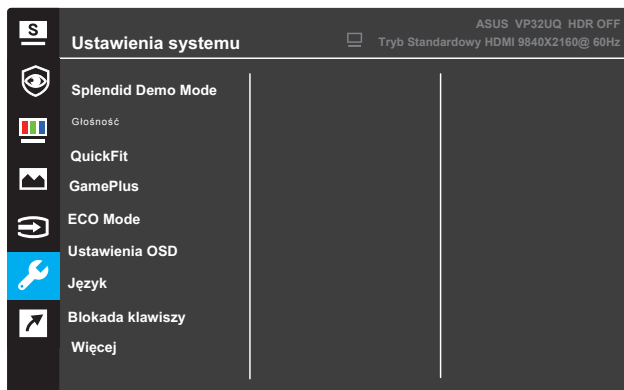 S
ASUS VP32UQ HDR OFF
Ustawienia systemu
Tryb Standardowy HDMI 9840X2160@ 60Hz
Splendid Demo Mode
Głośność
QuickFit
GamePlus
ECO Mode
Ustawienia OSD
Język
Blokada klawiszy
Więcej